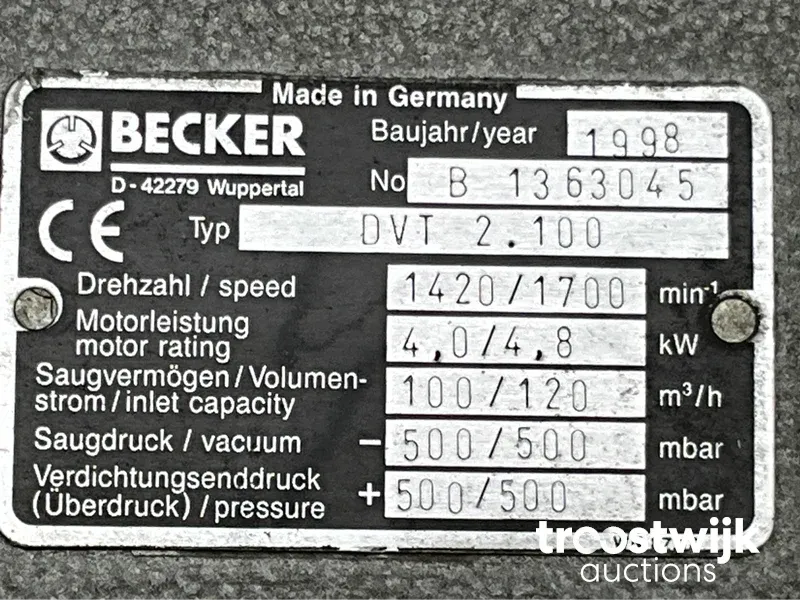 Made in Germany
BECKER
Baujahr/year 1998
D-42279 Wuppertal
No B 1363045
CE Typ DVT 2.100
Drehzahl / speed 1420/1700 min-1
Motorleistung
motor rating 4,0/4,8 kW
Saugvermögen/Volumen-
strom/inlet capacity 100/120 m³/h
Saugdruck / vacuum - 500/500 mbar
Verdichtungsenddruck
(Überdruck) / pressure + 500/500 mbar
troostwijk
auctions